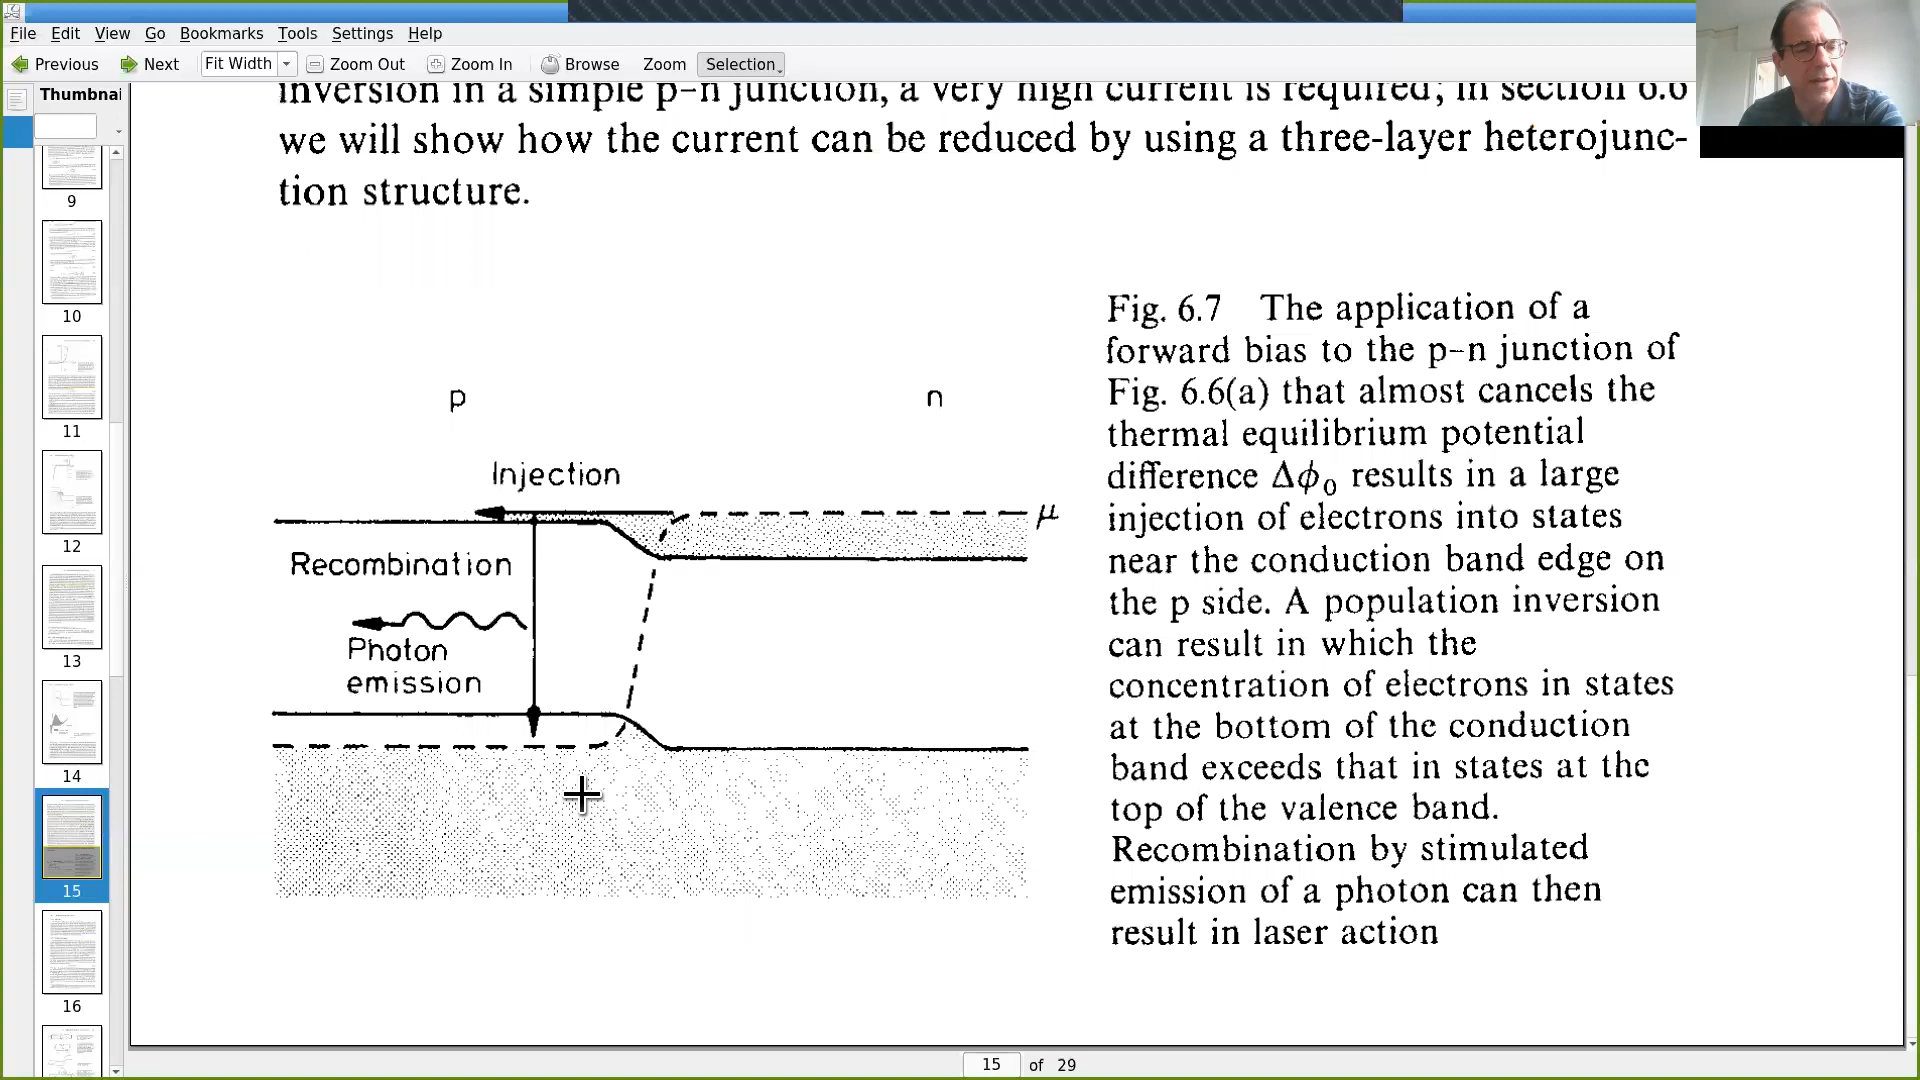 File Edit View Go Bookmarks Tools Settings Help
Previous Next Fit Width Zoom Out Zoom In Browse Zoom Selection
Thumbnai
9
10
11
12
13
14
15
16
inversion in a simple p–n junction, a very high current is required; in section 6.6
we will show how the current can be reduced by using a three-layer heterojunc-
tion structure.
p n
Injection
μ
Recombination
Photon
emission
Fig. 6.7 The application of a
forward bias to the p–n junction of
Fig. 6.6(a) that almost cancels the
thermal equilibrium potential
difference Δϕ₀ results in a large
injection of electrons into states
near the conduction band edge on
the p side. A population inversion
can result in which the
concentration of electrons in states
at the bottom of the conduction
band exceeds that in states at the
top of the valence band.
Recombination by stimulated
emission of a photon can then
result in laser action
15 of 29